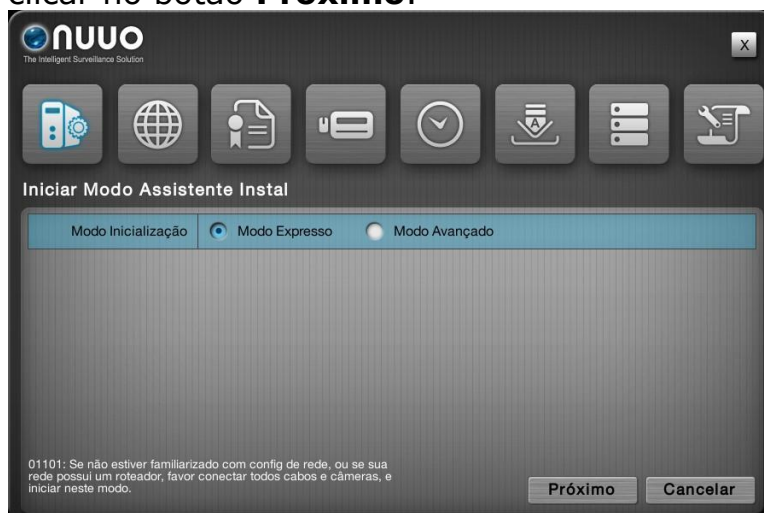 clicar no botão Próximo.
nuuo
The Intelligent Surveillance Solution
X
A
Iniciar Modo Assistente Instal
Modo Inicialização Modo Expresso Modo Avançado
01101: Se não estiver familiarizado com config de rede, ou se sua
rede possui um roteador, favor conectar todos cabos e câmeras, e
iniciar neste modo.
Próximo Cancelar